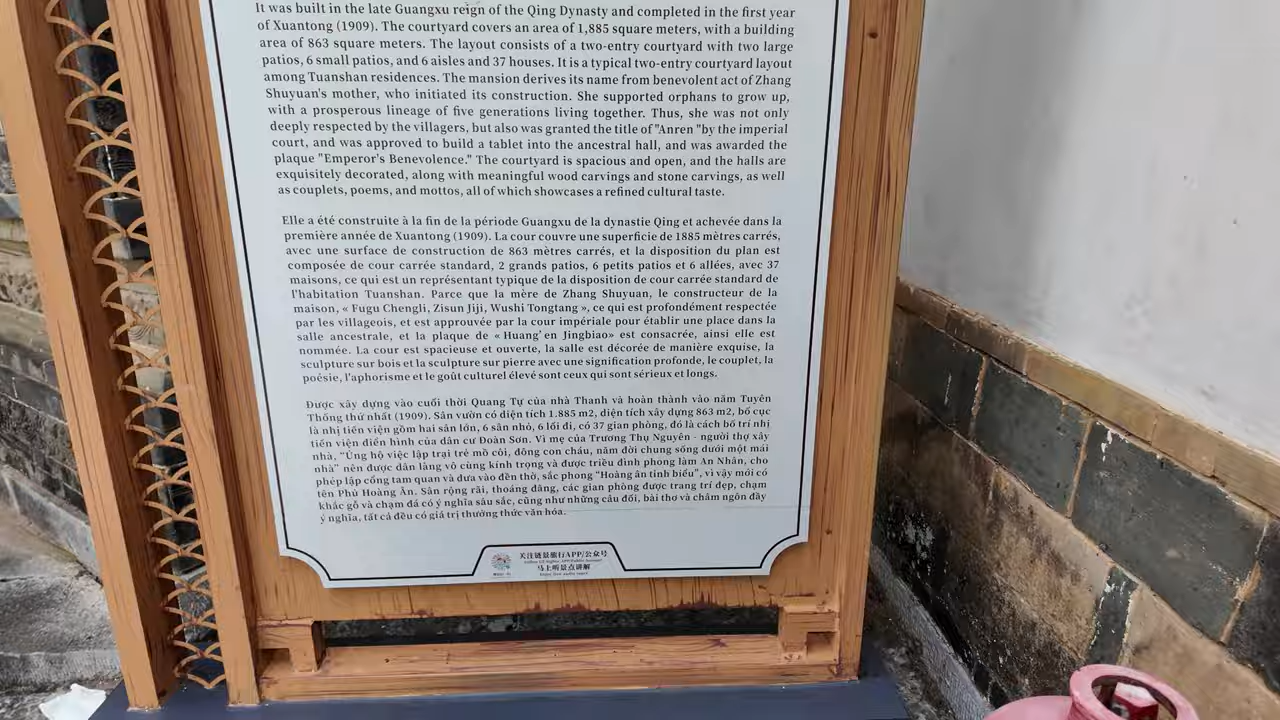 It was built in the late Guangxu reign of the Qing Dynasty and completed in the first year
of Xuantong (1909). The courtyard covers an area of 1,885 square meters, with a building
area of 863 square meters. The layout consists of a two-entry courtyard with two large
patios, 6 small patios, and 6 aisles and 37 houses. It is a typical two-entry courtyard layout
among Tuanshan residences. The mansion derives its name from benevolent act of Zhang
Shuyuan's mother, who initiated its construction. She supported orphans to grow up,
with a prosperous lineage of five generations living together. Thus, she was not only
deeply respected by the villagers, but also was granted the title of "Anren "by the imperial
court, and was approved to build a tablet into the ancestral hall, and was awarded the
plaque "Emperor's Benevolence." The courtyard is spacious and open, and the halls are
exquisitely decorated, along with meaningful wood carvings and stone carvings, as well
as couplets, poems, and mottos, all of which showcases a refined cultural taste.
Elle a été construite à la fin de la période Guangxu de la dynastie Qing et achevée dans la
première année de Xuantong (1909). La cour couvre une superficie de 1885 mètres carrés,
avec une surface de construction de 863 mètres carrés, et la disposition du plan est
composée de cour carrée standard, 2 grands patios, 6 petits patios et 6 allées, avec 37
maisons, ce qui est un représentant typique de la disposition de cour carrée standard de
l'habitation Tuanshan. Parce que la mère de Zhang Shuyuan, le constructeur de la
maison, « Fugu Chengli, Zisun Jiji, Wushi Tongtang », ce qui est profondément respectée
par les villageois, et est approuvée par la cour impériale pour établir une place dans la
salle ancestrale, et la plaque de « Huang'en Jingbiao» est consacrée, ainsi elle est
nommée. La cour est spacieuse et ouverte, la salle est décorée de manière exquise, la
sculpture sur bois et la sculpture sur pierre avec une signification profonde, le couplet, la
poésie, l'aphorisme et le goût culturel élevé sont ceux qui sont sérieux et longs.
Được xây dựng vào cuối thời Quang Tự của nhà Thanh và hoàn thành vào năm Tuyên
Thống thứ nhất (1909). Sân vườn có diện tích 1.885 m2, diện tích xây dựng 863 m2, bố cục
là nhị tiến viện gồm hai sân lớn, 6 sân nhỏ, 6 lối đi, có 37 gian phòng, đó là cách bố trí nhị
tiến viện điển hình của dân cư Đoàn Sơn. Vì mẹ của Trương Thụ Nguyên - người thợ xây
nhà, "Ủng hộ việc lập trại trẻ mồ côi, đông con cháu, năm đời chung sống dưới một mái
nhà" nên được dân làng vô cùng kính trọng và được triều đình phong làm An Nhân, cho
phép lập cổng tam quan và đưa vào đền thờ, sắc phong "Hoàng ân tinh biểu", vì vậy mới có
tên Phủ Hoàng Ân. Sân rộng rãi, thoáng đãng, các gian phòng được trang trí đẹp, chạm
khắc gỗ và chạm đá có ý nghĩa sâu sắc, cũng như những câu đối, bài thơ và châm ngôn đầy
ý nghĩa, tất cả đều có giá trị thưởng thức văn hóa.
关注链景旅行APP/公众号
马上听景点讲解